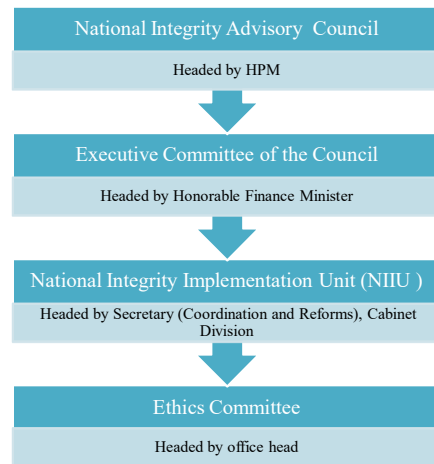 National Integrity Advisory Council
Headed by HPM
Executive Committee of the Council
Headed by Honorable Finance Minister
National Integrity Implementation Unit (NIIU )
Headed by Secretary (Coordination and Reforms), Cabinet
Division
Ethics Committee
Headed by office head